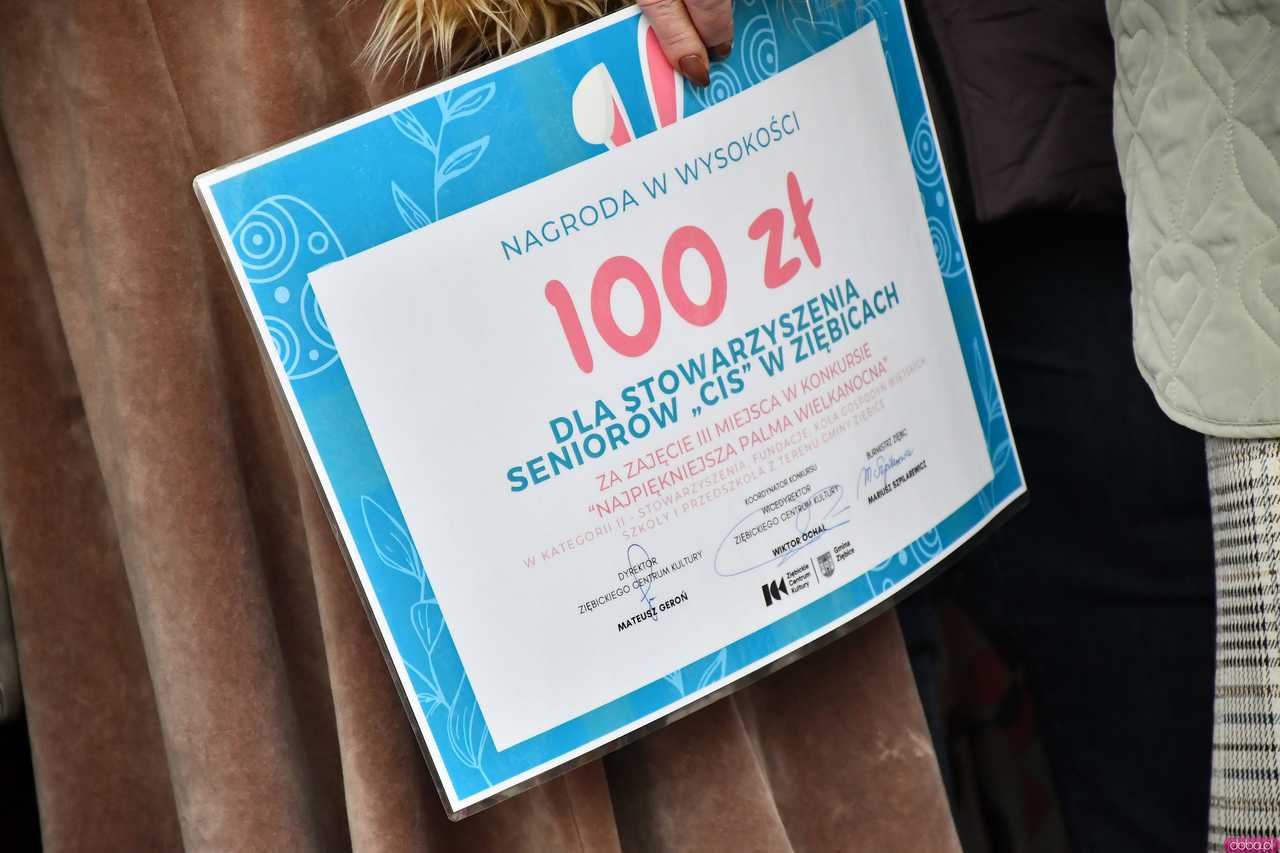 NAGRODA W WYSOKOŚCI
100 zł
DLA STOWARZYSZENIA
SENIORÓW „CIS” W ZIĘBICACH
ZA ZAJĘCIE III MIEJSCA W KONKURSIE
“NAJPIĘKNIEJSZA PALMA WIELKANOCNA”
W KATEGORII II - STOWARZYSZENIA, FUNDACJE, KOŁA GOSPODYŃ WIEJSKICH
SZKOŁY I PRZEDSZKOLA Z TERENU GMINY ZIĘBICE
DYREKTOR
ZIĘBICKIEGO CENTRUM KULTURY
MATEUSZ GEROŃ
KOORDYNATOR KONKURSU
WICEDYREKTOR
ZIĘBICKIEGO CENTRUM KULTURY
WIKTOR OCHAŁ
BURMISTRZ ZIĘBIC
MARIUSZ SZPILAREWICZ
Ziębickie
Centrum
Kultury
Gmina
Ziębice
doba.pl